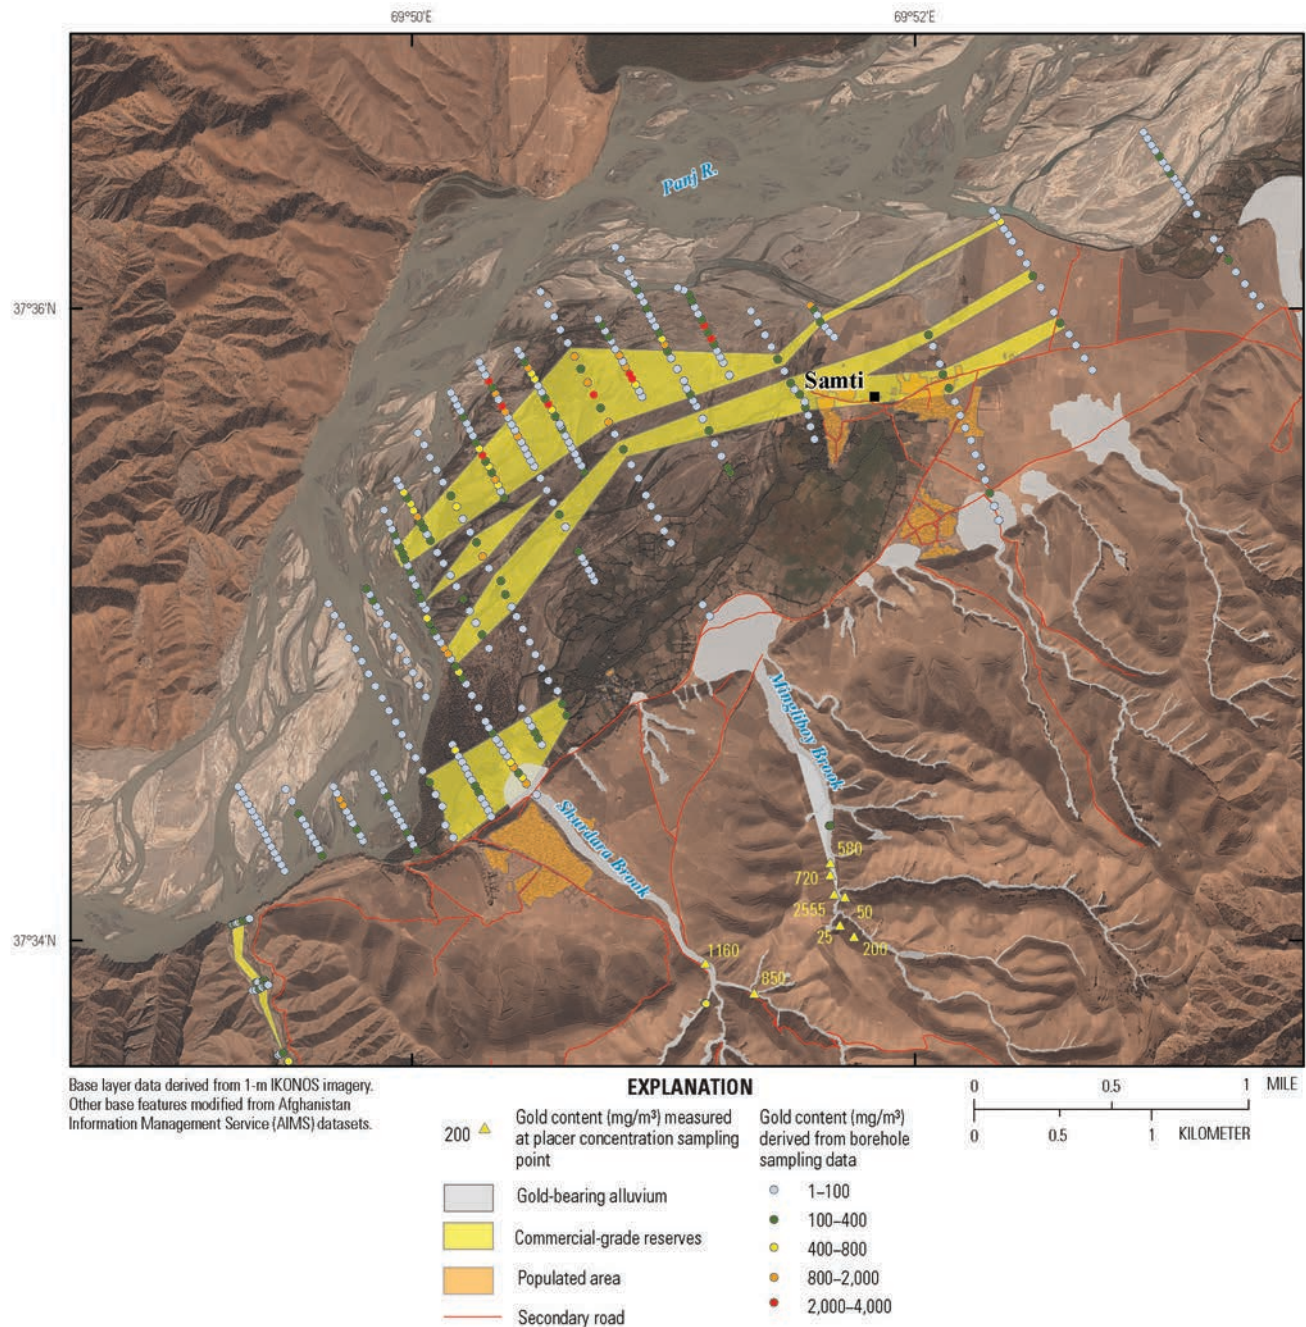 69°50'E
69°52'E
Panj R.
37°36'N
Samti
Mingliboy Brook
Shurdara Brook
580
720
2555
50
25
200
37°34'N
1160
850
Base layer data derived from 1-m IKONOS imagery.
Other base features modified from Afghanistan
Information Management Service (AIMS) datasets.
EXPLANATION
200
Gold content (mg/m³) measured
at placer concentration sampling
point
Gold-bearing alluvium
Commercial-grade reserves
Populated area
Secondary road
Gold content (mg/m³)
derived from borehole
sampling data
1–100
100–400
400–800
800–2,000
2,000–4,000
0 0.5 1 MILE
0 0.5 1 KILOMETER